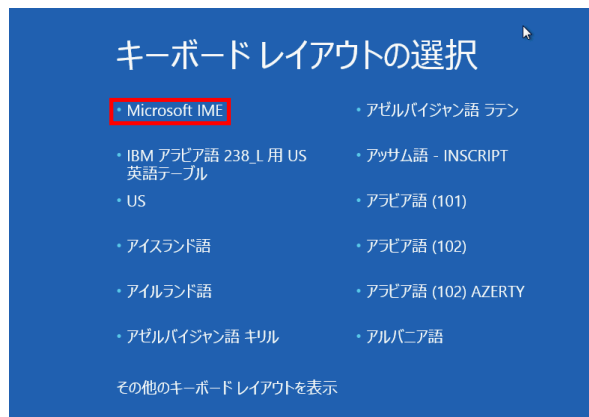 キーボード レイアウトの選択
Microsoft IME
IBM アラビア語 238_L 用 US
英語テーブル
US
アイスランド語
アイルランド語
アゼルバイジャン語 キリル
アゼルバイジャン語 ラテン
アッサム語 - INSCRIPT
アラビア語 (101)
アラビア語 (102)
アラビア語 (102) AZERTY
アルバニア語
その他のキーボード レイアウトを表示